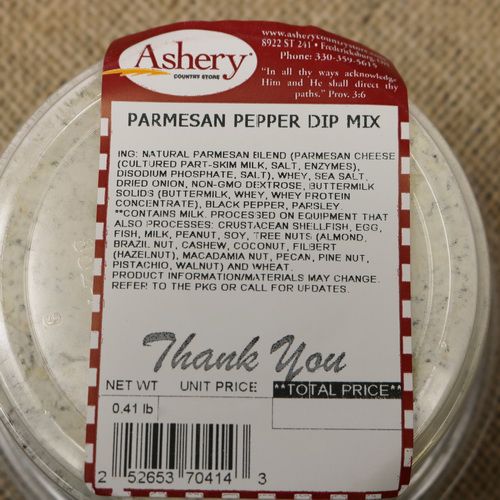 Ashery
COUNTRY STORE
www.asherycountrystore.com
8922 ST 241 • Fredericksburg, OH
Phone: 330-359-5615
"In all thy ways acknowledge
Him and He shall direct thy
paths." Prov. 3:6
PARMESAN PEPPER DIP MIX
ING: NATURAL PARMESAN BLEND (PARMESAN CHEESE
(CULTURED PART-SKIM MILK, SALT, ENZYMES),
DISODIUM PHOSPHATE, SALT), WHEY, SEA SALT,
DRIED ONION, NON-GMO DEXTROSE, BUTTERMILK
SOLIDS (BUTTERMILK, WHEY, WHEY PROTEIN
CONCENTRATE), BLACK PEPPER, PARSLEY.
**CONTAINS MILK. PROCESSED ON EQUIPMENT THAT
ALSO PROCESSES: CRUSTACEAN SHELLFISH, EGG,
FISH, MILK, PEANUT, SOY, TREE NUTS (ALMOND,
BRAZIL NUT, CASHEW, COCONUT, FILBERT
(HAZELNUT), MACADAMIA NUT, PECAN, PINE NUT,
PISTACHIO, WALNUT) AND WHEAT.
PRODUCT INFORMATION/MATERIALS MAY CHANGE.
REFER TO THE PKG OR CALL FOR UPDATES.
Thank You
NET WT UNIT PRICE **TOTAL PRICE**
0.41 lb
2 52653 70414 3